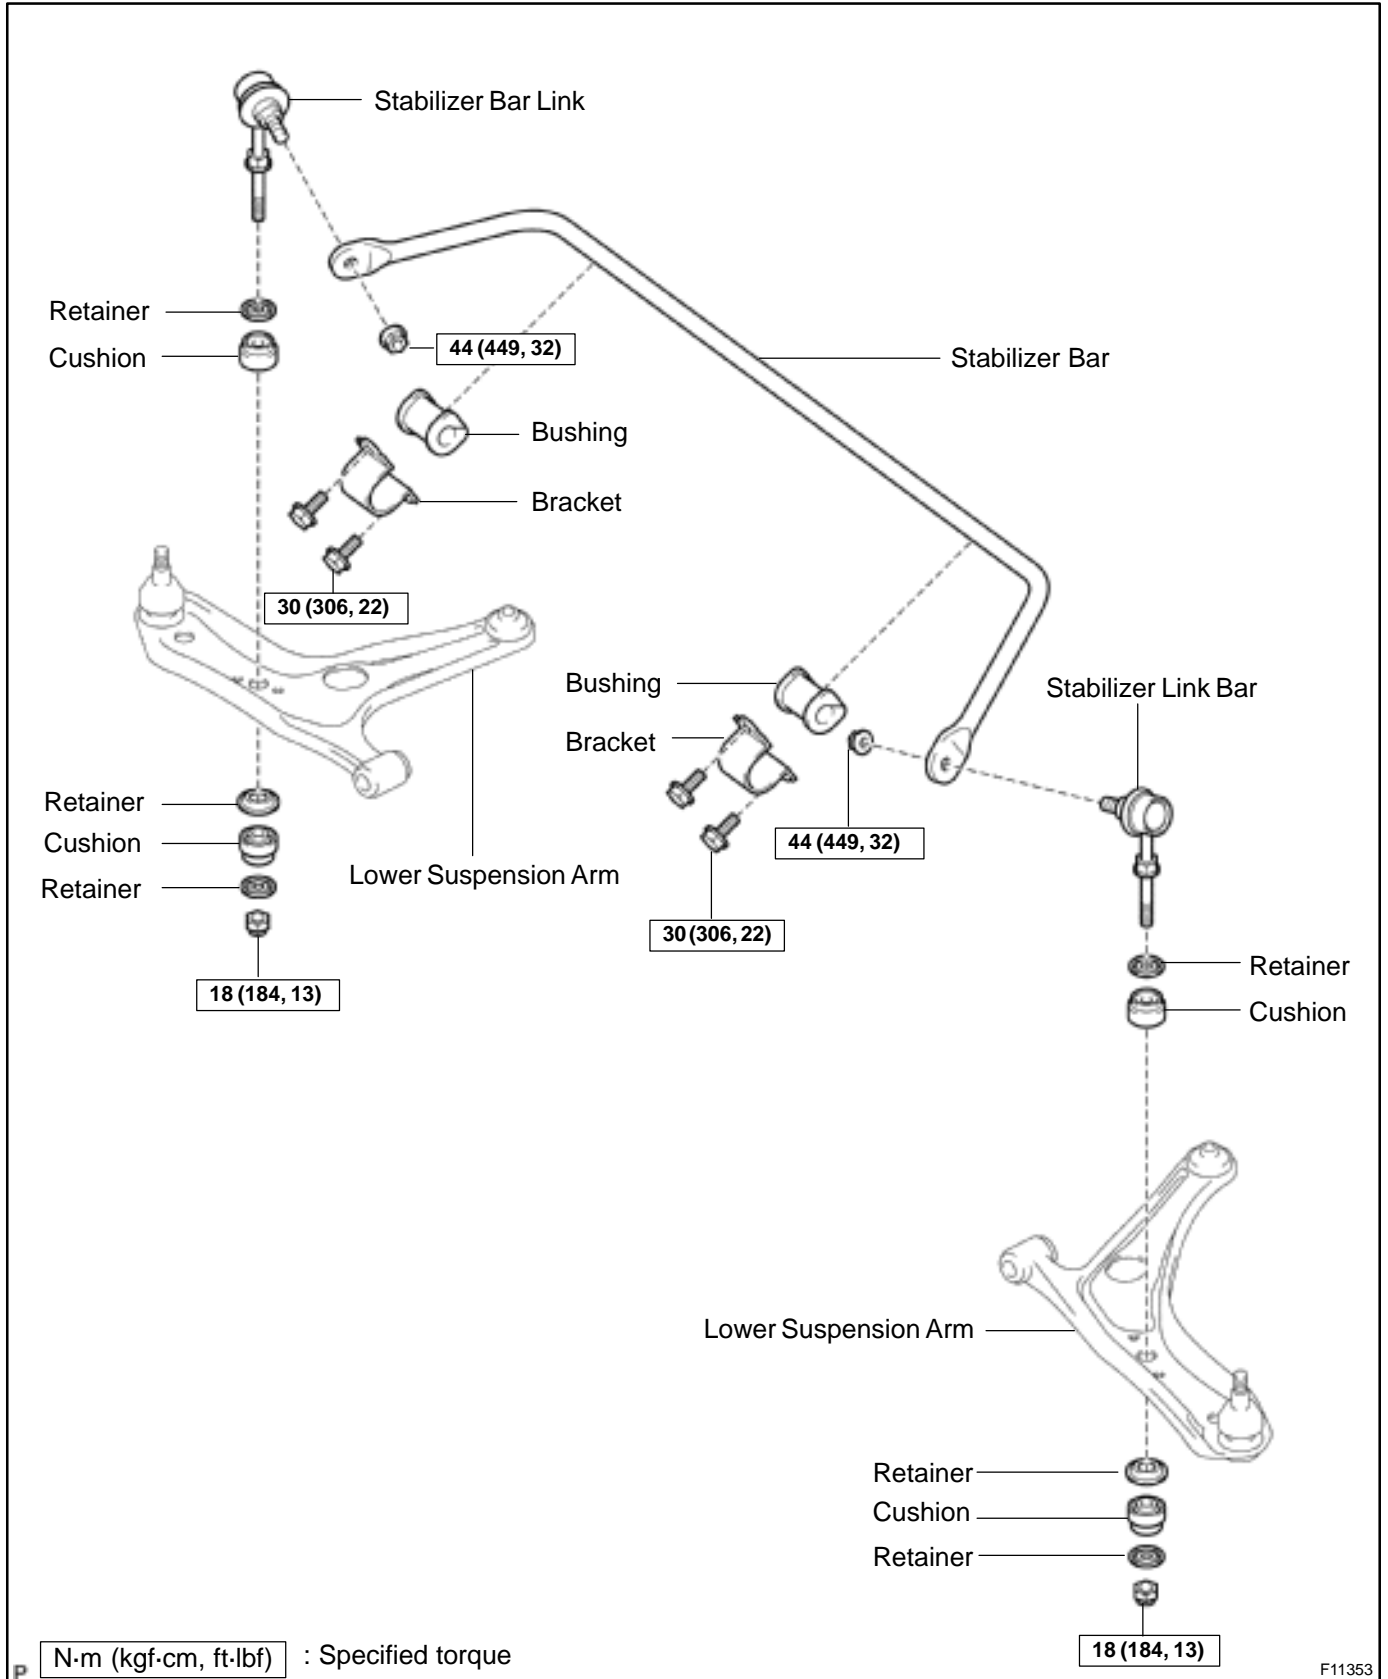 Stabilizer Bar Link
Retainer
Cushion
44 (449, 32)
Stabilizer Bar
Bushing
Bracket
30 (306, 22)
Bushing
Stabilizer Link Bar
Bracket
Retainer
Cushion
Retainer
Lower Suspension Arm
44 (449, 32)
30 (306, 22)
18 (184, 13)
Retainer
Cushion
Lower Suspension Arm
Retainer
Cushion
Retainer
18 (184, 13)
N·m (kgf·cm, ft·lbf) : Specified torque
P
F11353